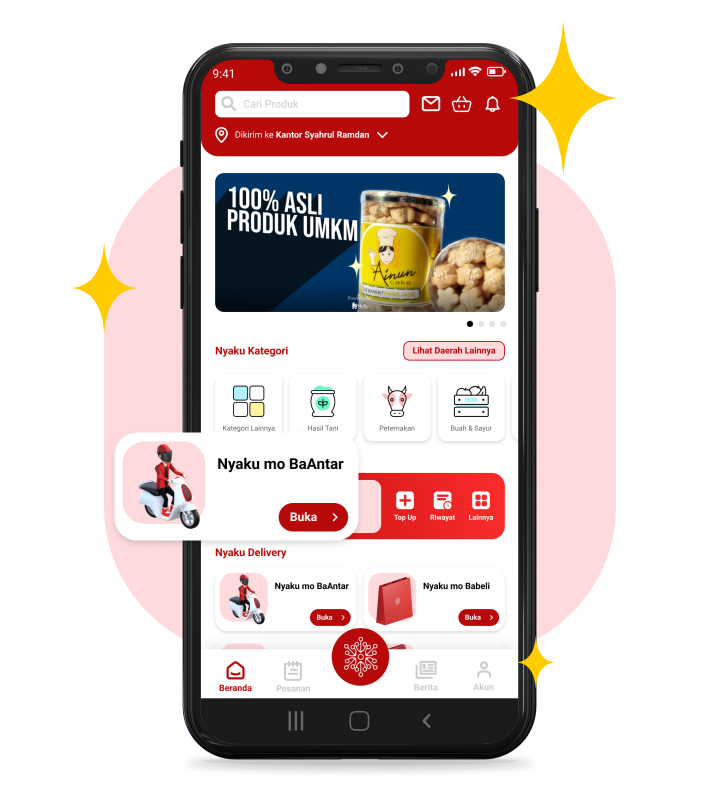 9:41
Cari Produk
Dikirim ke Kantor Syahrul Ramdan
100% ASLI
PRODUK UMKM
Ainun
cake
Nyaku Kategori
Lihat Daerah Lainnya
Kategori Lainnya
Hasil Tani
Peternakan
Buah & Sayur
Nyaku mo BaAntar
Buka
Top Up
Riwayat
Lainnya
Nyaku Delivery
Nyaku mo BaAntar
Buka
Nyaku mo Babeli
Buka
Beranda
Pesanan
Berita
Akun